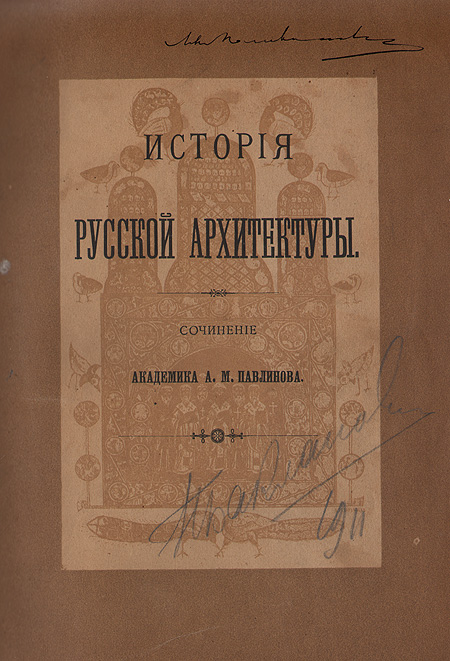 ИСТОРІЯ
РУССКОЙ АРХИТЕКТУРЫ.
СОЧИНЕНІЕ
АКАДЕМИКА А. М. ПАВЛИНОВА.
1911